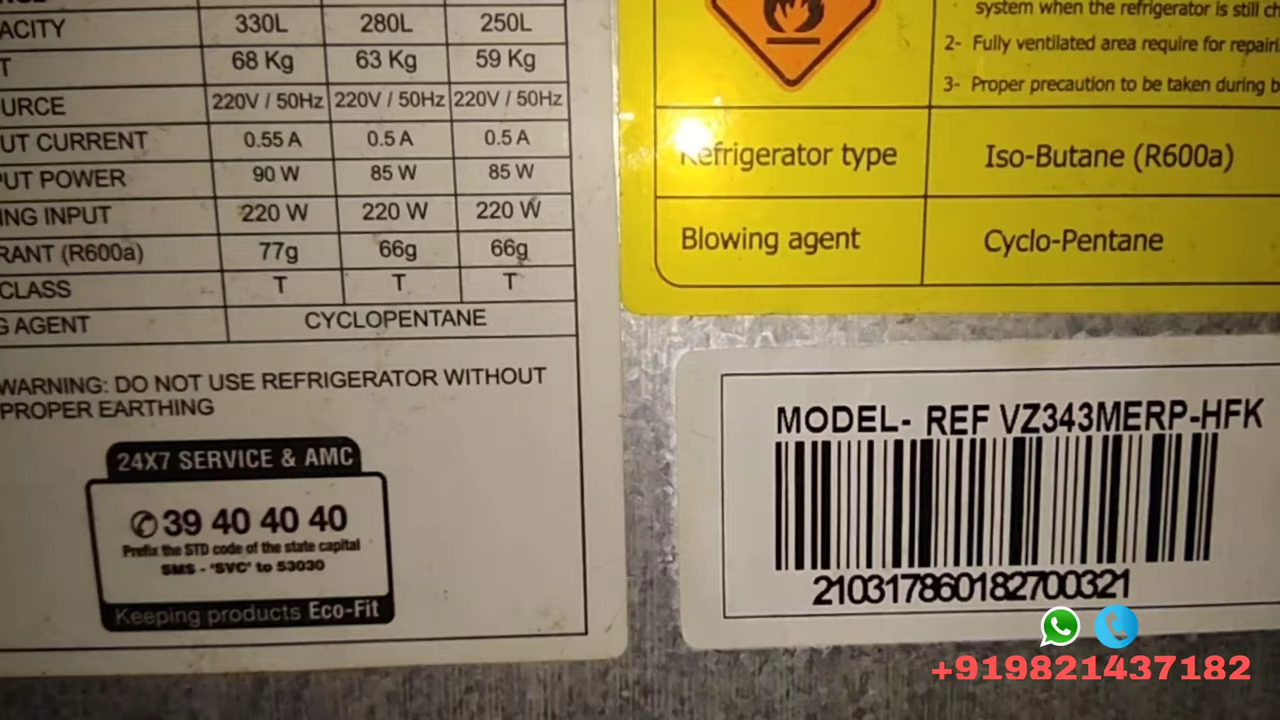 ACITY 330L 280L 250L
T 68 Kg 63 Kg 59 Kg
URCE 220V / 50Hz 220V / 50Hz 220V / 50Hz
UT CURRENT 0.55 A 0.5 A 0.5 A
PUT POWER 90 W 85 W 85 W
ING INPUT 220 W 220 W 220 W
RANT (R600a) 77g 66g 66g
CLASS T T T
G AGENT CYCLOPENTANE
WARNING: DO NOT USE REFRIGERATOR WITHOUT
PROPER EARTHING
24X7 SERVICE & AMC
39 40 40 40
Prefix the STD code of the state capital
SMS - 'SVC' to 53030
Keeping products Eco-Fit
system when the refrigerator is still ch
2- Fully ventilated area require for repairi
3- Proper precaution to be taken during b
Refrigerator type Iso-Butane (R600a)
Blowing agent Cyclo-Pentane
MODEL- REF VZ343MERP-HFK
210317860182700321
+919821437182